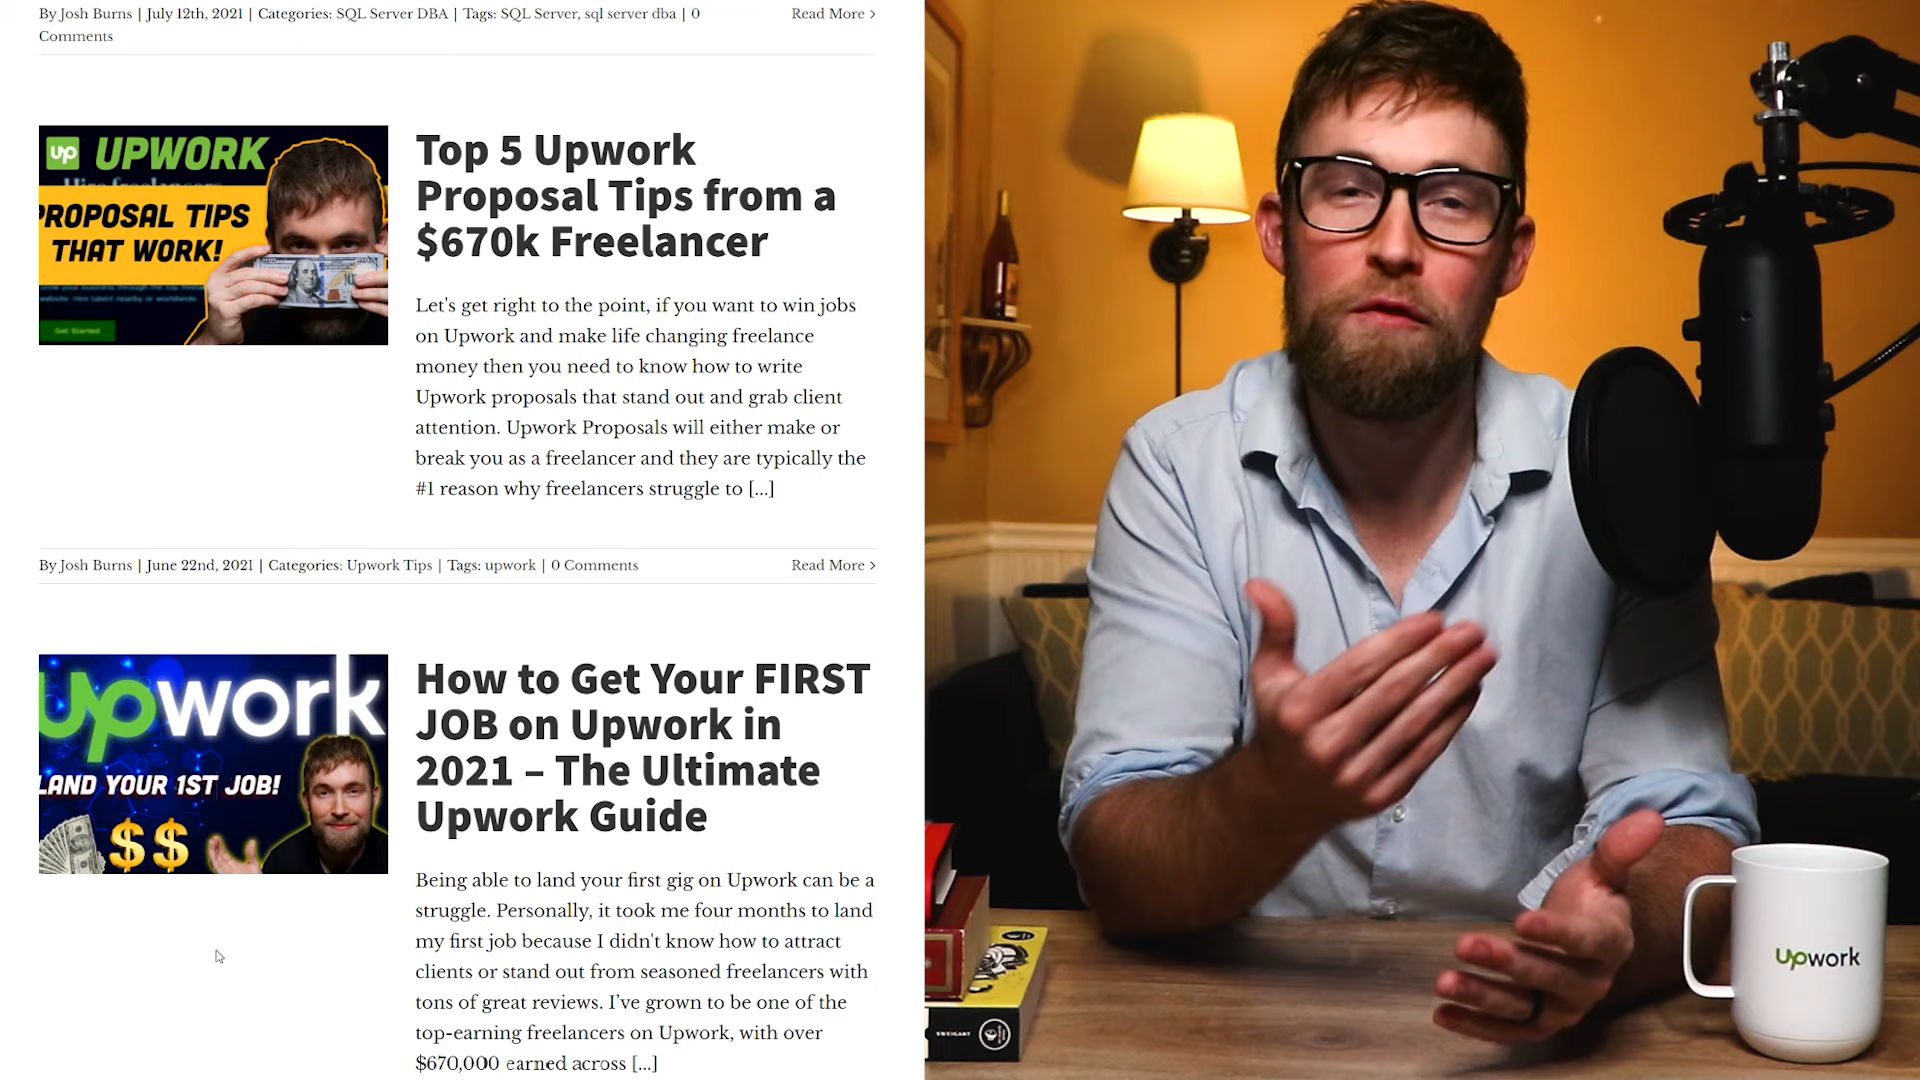 By Josh Burns | July 12th, 2021 | Categories: SQL Server DBA | Tags: SQL Server, sql server dba | 0
Comments
Read More >
up UPWORK
PROPOSAL TIPS
THAT WORK!
Get Started
Top 5 Upwork
Proposal Tips from a
$670k Freelancer
Let's get right to the point, if you want to win jobs
on Upwork and make life changing freelance
money then you need to know how to write
Upwork proposals that stand out and grab client
attention. Upwork Proposals will either make or
break you as a freelancer and they are typically the
#1 reason why freelancers struggle to [...]
By Josh Burns | June 22nd, 2021 | Categories: Upwork Tips | Tags: upwork | 0 Comments
Read More >
upwork
LAND YOUR 1ST JOB!
$$
How to Get Your FIRST
JOB on Upwork in
2021 – The Ultimate
Upwork Guide
Being able to land your first gig on Upwork can be a
struggle. Personally, it took me four months to land
my first job because I didn't know how to attract
clients or stand out from seasoned freelancers with
tons of great reviews. I've grown to be one of the
top-earning freelancers on Upwork, with over
$670,000 earned across [...]
SWEIGART
upwork